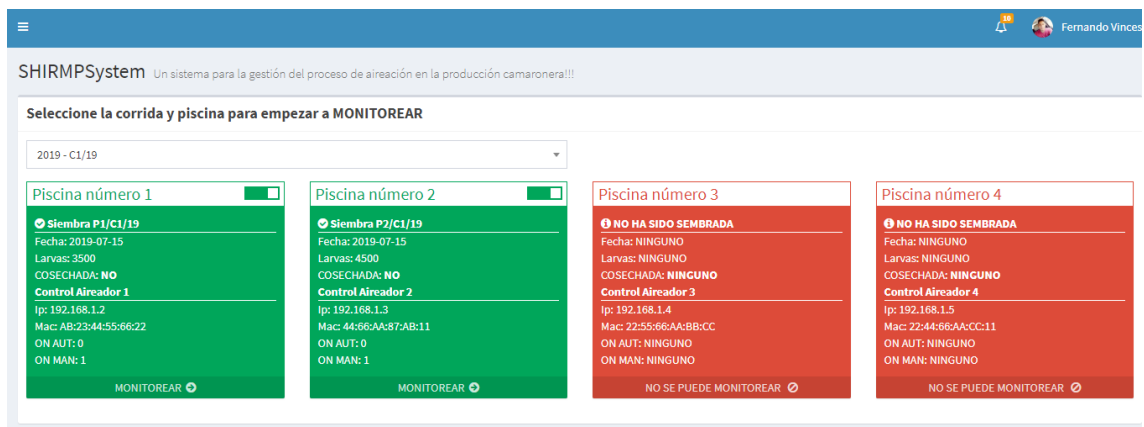 10
Fernando Vinces
SHIRMPSystem Un sistema para la gestión del proceso de aireación en la producción camaronera!!!
Seleccione la corrida y piscina para empezar a MONITOREAR
2019 - C1/19
Piscina número 1
Siembra P1/C1/19
Fecha: 2019-07-15
Larvas: 3500
COSECHADA: NO
Control Aireador 1
Ip: 192.168.1.2
Mac: AB:23:44:55:66:22
ON AUT: 0
ON MAN: 1
MONITOREAR
Piscina número 2
Siembra P2/C1/19
Fecha: 2019-07-15
Larvas: 4500
COSECHADA: NO
Control Aireador 2
Ip: 192.168.1.3
Mac: 44:66:AA:87:AB:11
ON AUT: 0
ON MAN: 1
MONITOREAR
Piscina número 3
NO HA SIDO SEMBRADA
Fecha: NINGUNO
Larvas: NINGUNO
COSECHADA: NINGUNO
Control Aireador 3
Ip: 192.168.1.4
Mac: 22:55:66:AA:BB:CC
ON AUT: NINGUNO
ON MAN: NINGUNO
NO SE PUEDE MONITOREAR
Piscina número 4
NO HA SIDO SEMBRADA
Fecha: NINGUNO
Larvas: NINGUNO
COSECHADA: NINGUNO
Control Aireador 4
Ip: 192.168.1.5
Mac: 22:44:66:AA:CC:11
ON AUT: NINGUNO
ON MAN: NINGUNO
NO SE PUEDE MONITOREAR